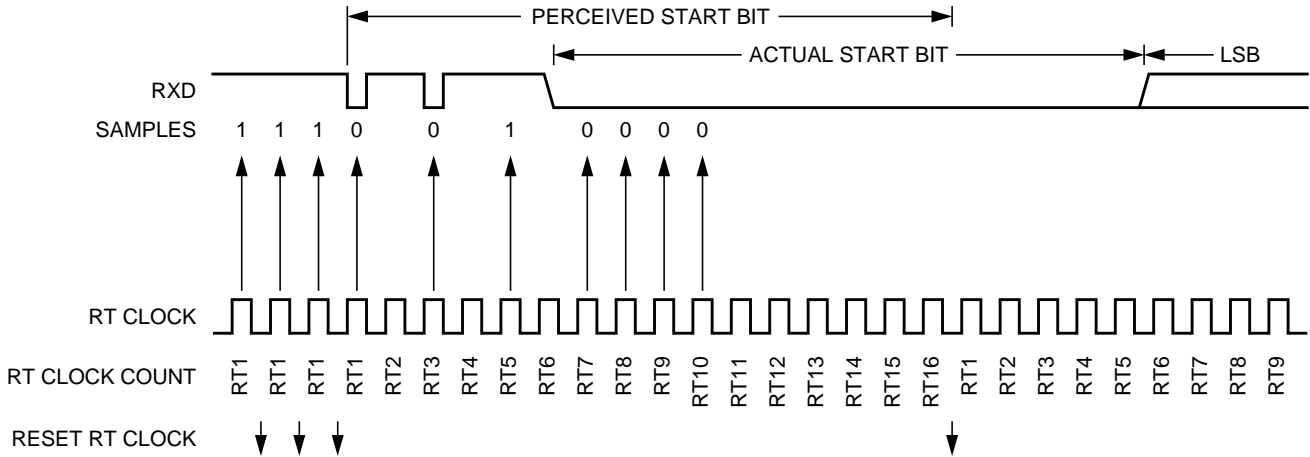 PERCEIVED START BIT
ACTUAL START BIT
LSB
RXD
SAMPLES 1 1 1 0 0 1 0 0 0 0
RT CLOCK
RT CLOCK COUNT RT1 RT1 RT1 RT1 RT2 RT3 RT4 RT5 RT6 RT7 RT8 RT9 RT10 RT11 RT12 RT13 RT14 RT15 RT16 RT1 RT2 RT3 RT4 RT5 RT6 RT7 RT8 RT9
RESET RT CLOCK